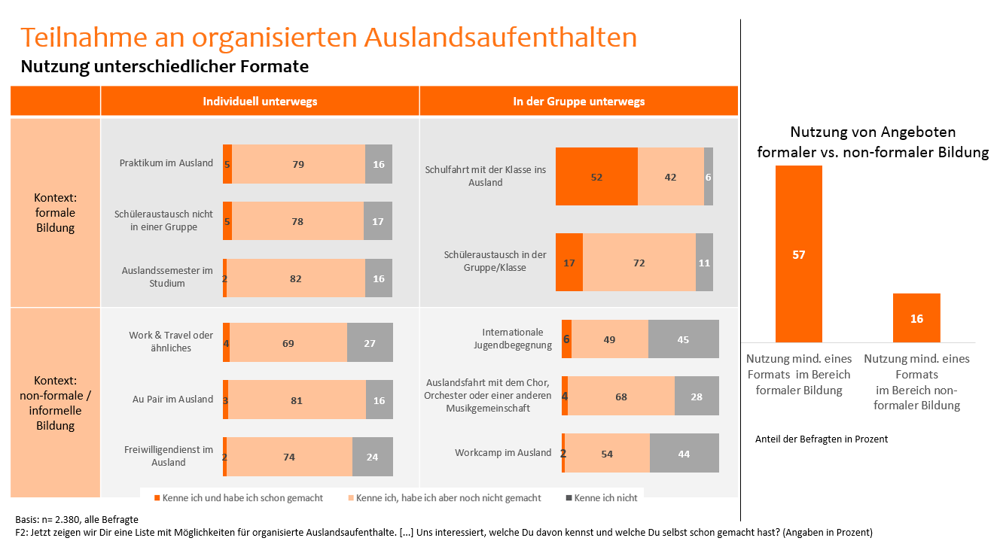 Teilnahme an organisierten Auslandsaufenthalten
Nutzung unterschiedlicher Formate
Individuell unterwegs
In der Gruppe unterwegs
Kontext:
formale
Bildung
Praktikum im Ausland
5 79 16
Schüleraustausch nicht
in einer Gruppe
5 78 17
Auslandssemester im
Studium
2 82 16
Schulfahrt mit der Klasse ins
Ausland
52 42 6
Schüleraustausch in der
Gruppe/Klasse
17 72 11
Kontext:
non-formale /
informelle
Bildung
Work & Travel oder
ähnliches
4 69 27
Au Pair im Ausland
3 81 16
Freiwilligendienst im
Ausland
2 74 24
Internationale
Jugendbegegnung
6 49 45
Auslandsfahrt mit dem Chor,
Orchester oder einer anderen
Musikgemeinschaft
4 68 28
Workcamp im Ausland
2 54 44
Kenne ich und habe ich schon gemacht
Kenne ich, habe ich aber noch nicht gemacht
Kenne ich nicht
Nutzung von Angeboten
formaler vs. non-formaler Bildung
57
16
Nutzung mind. eines
Formats im Bereich
formaler Bildung
Nutzung mind. eines
Formats
im Bereich non-
formaler Bildung
Anteil der Befragten in Prozent
Basis: n= 2.380, alle Befragte
F2: Jetzt zeigen wir Dir eine Liste mit Möglichkeiten für organisierte Auslandsaufenthalte. [...] Uns interessiert, welche Du davon kennst und welche Du selbst schon gemacht hast? (Angaben in Prozent)